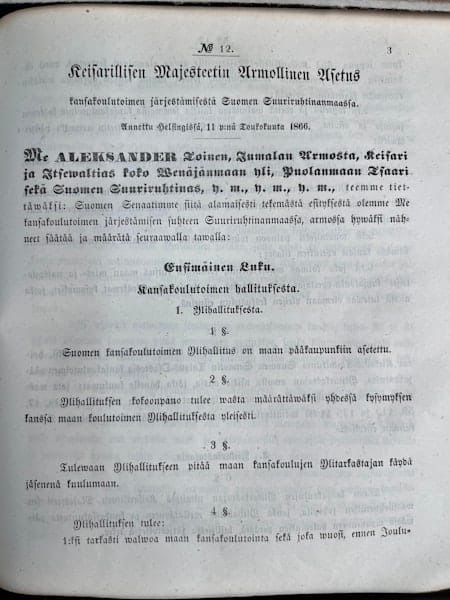 № 12.
3
Keisarillisen Majesteetin Armollinen Asetus
kansakoulutoimen järjestämisestä Suomen Suuriruhtinanmaassa.
Annettu Helsingissä, 11 p:nä Toukokuuta 1866.
Me ALEKSANDER Toinen, Jumalan Armosta, Keisari
ja Itsewaltias koko Wenäjänmaan yli, Puolanmaan Tsaari
sekä Suomen Suuriruhtinas, y. m., y. m., y. m., teemme tiet-
täwäksi: Suomen Senaatimme siitä alamaisesti tekemästä esityksestä olemme Me
kansakoulutoimen järjestämisen suhteen Suuriruhtinanmaassa, armossa hywäksi näh-
neet säätää ja määrätä seuraawalla tawalla:
Ensimäinen Luku.
Kansakoulutoimen hallituksesta.
1. Ylihallituksesta.
1 §.
Suomen kansakoulutoimen Ylihallitus on maan pääkaupunkiin asetettu.
2 §.
Ylihallituksen kokoonpano tulee wasta määrättäwäksi yhdessä kysymyksen
kanssa maan koulutoimen Ylihallituksesta yleisesti.
3 §.
Tulewaan Ylihallitukseen pitää maan kansakoulujen Ylitarkastajan käydä
jäsenenä kuulumaan.
4 §.
Ylihallituksen tulee:
1:ksi tarkasti walwoa maan kansakoulutointa sekä joka wuosi, ennen Joulu-